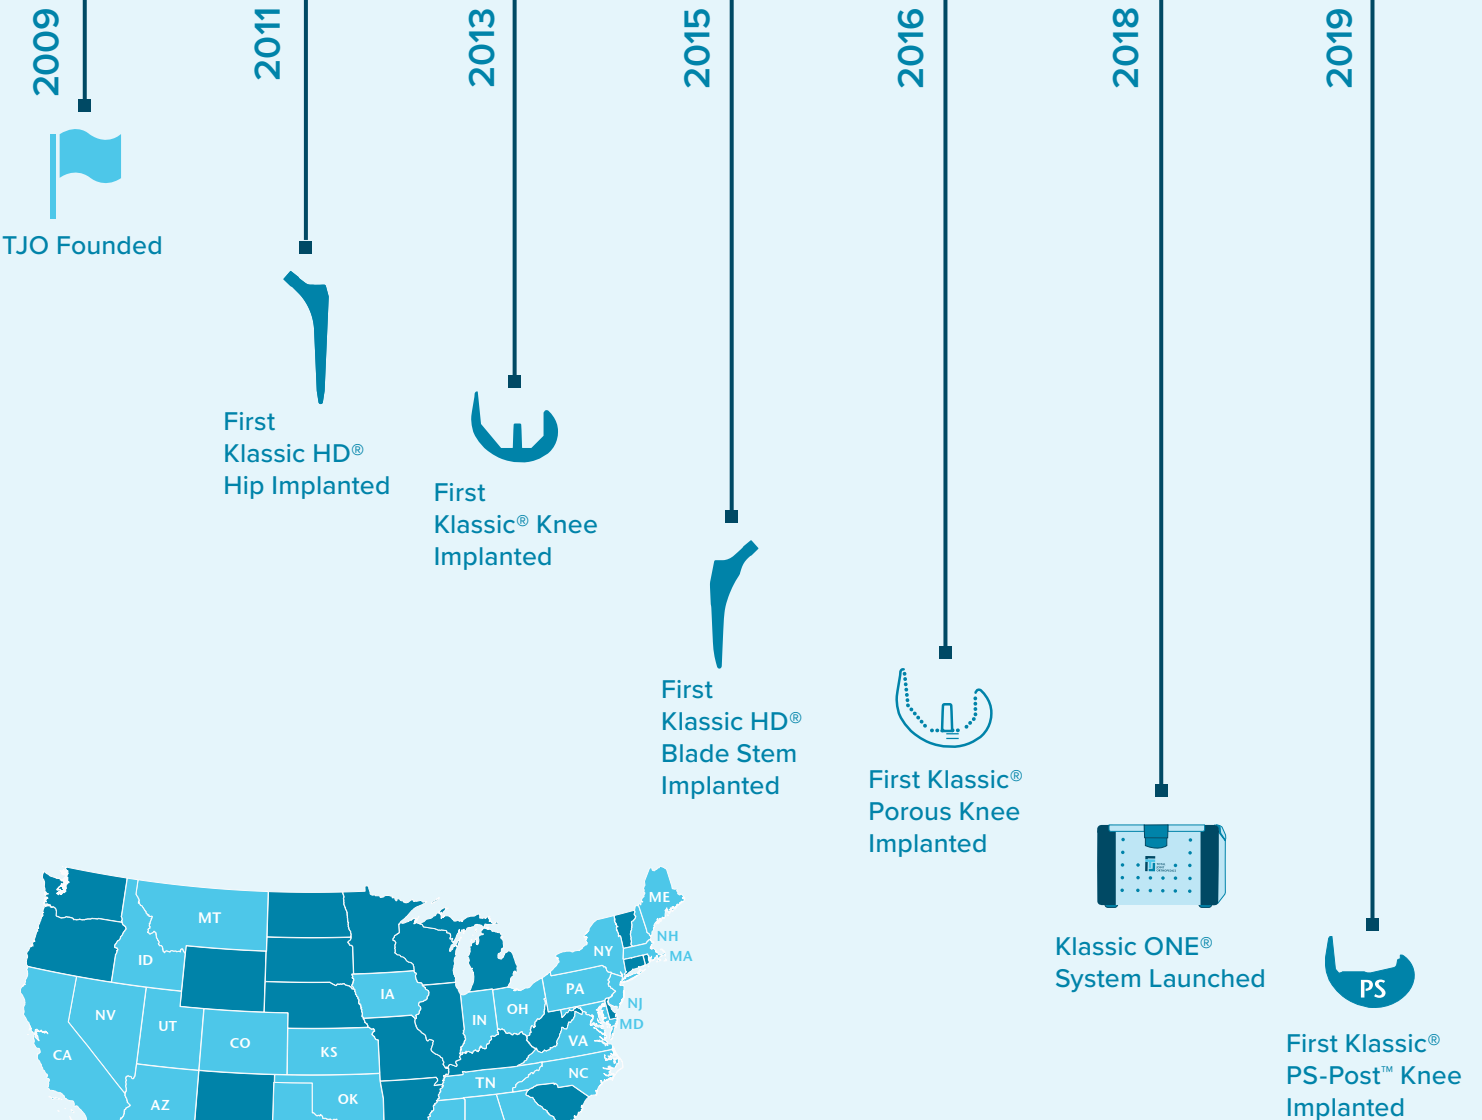 2009
2011
2013
2015
2016
2018
2019
TJO Founded
First
Klassic HD®
Hip Implanted
First
Klassic® Knee
Implanted
First
Klassic HD®
Blade Stem
Implanted
First Klassic®
Porous Knee
Implanted
Klassic ONE®
System Launched
PS
First Klassic®
PS-Post™ Knee
Implanted
ME
MT
NH
NY
MA
ID
PA
IA
NJ
OH
NV
IN
MD
UT
VA
CO
KS
CA
NC
TN
OK
AZ